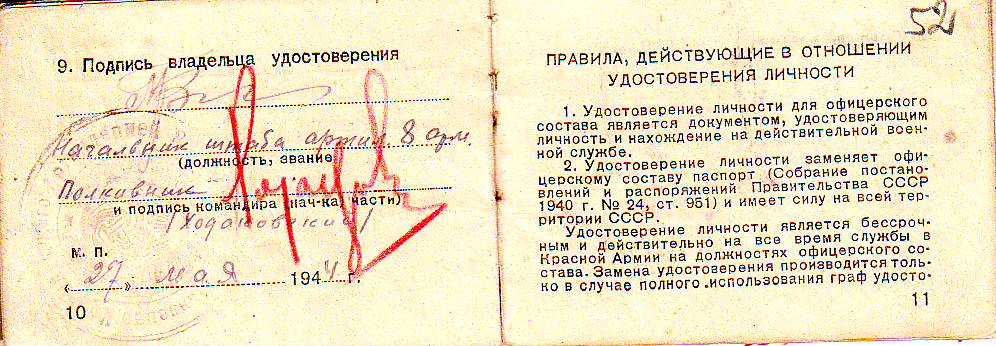 9. Подпись владельца удостоверения
Начальник штаба артил. 8 арм.
(должность, звание
Полковник
и подпись командира (нач-ка) части)
/Ходаковский/
М. П.
„27„ мая 1944 г.
10
52
ПРАВИЛА, ДЕЙСТВУЮЩИЕ В ОТНОШЕНИИ
УДОСТОВЕРЕНИЯ ЛИЧНОСТИ
1. Удостоверение личности для офицерского
состава является документом, удостоверяющим
личность и нахождение на действительной воен-
ной службе.
2. Удостоверение личности заменяет офи-
церскому составу паспорт (Собрание постано-
влений и распоряжений Правительства СССР
1940 г. № 24, ст. 951) и имеет силу на всей тер-
ритории СССР.
Удостоверение личности является бессроч-
ным и действительно на все время службы в
Красной Армии на должностях офицерского со-
става. Замена удостоверения производится толь-
ко в случае полного использования граф удосто-
11